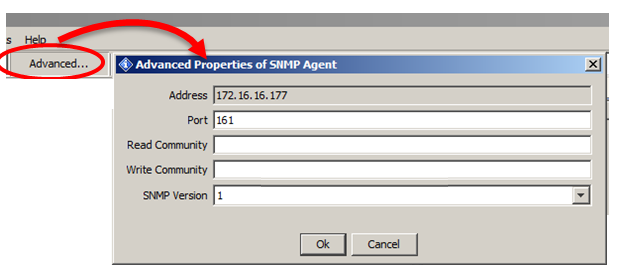 s Help
Advanced...
Advanced Properties of SNMP Agent
Address 172.16.16.177
Port 161
Read Community
Write Community
SNMP Version 1
Ok Cancel